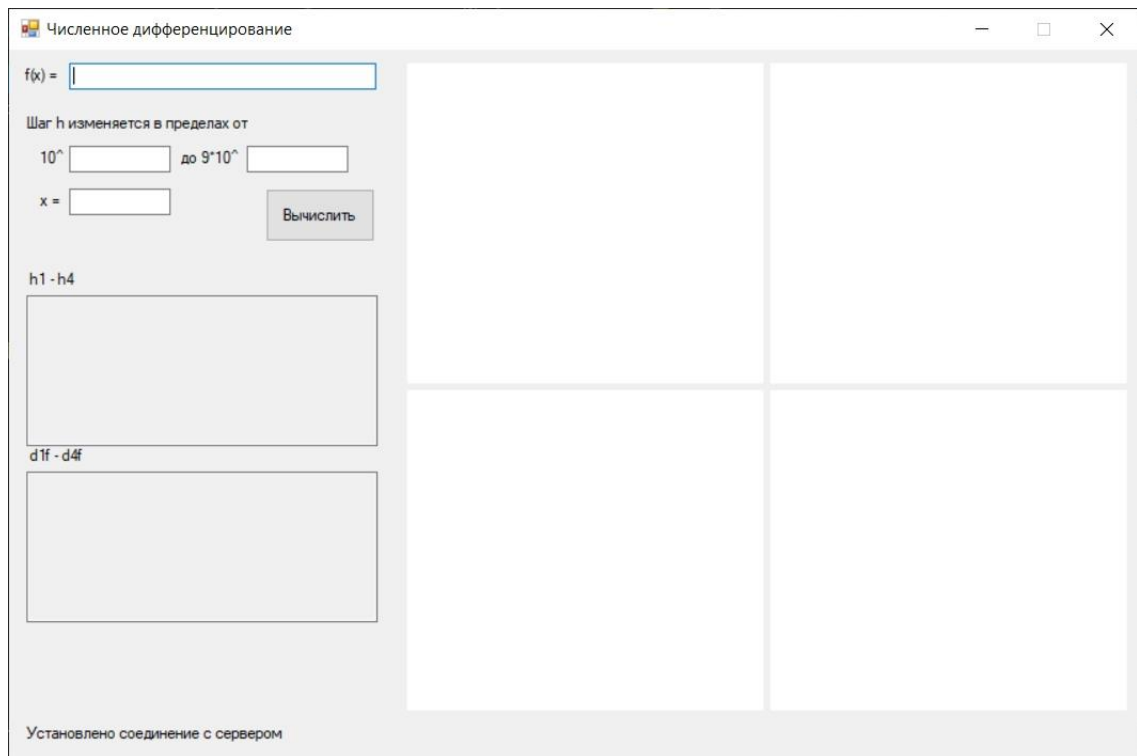 Численное дифференцирование
f(x) =
Шаг h изменяется в пределах от
10^ до 9*10^
x =
Вычислить
h1 - h4
d1f - d4f
Установлено соединение с сервером